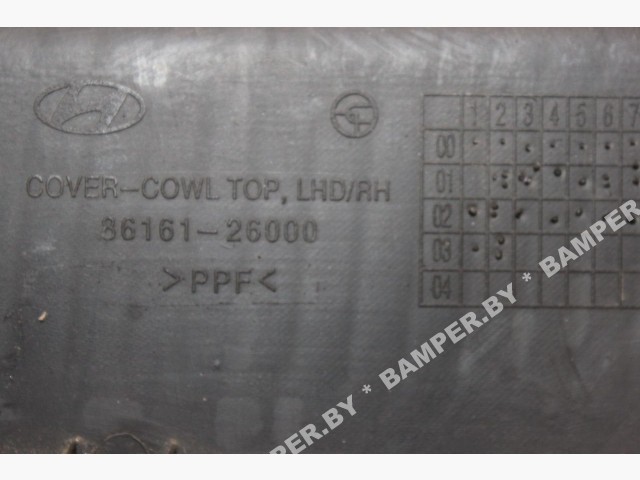 COVER-COWL TOP, LHD/RH
86161-26000
>PPF<
1 2 3 4 5 6 7
00
01
02
03
04
BAMPER.BY * BAMPER.BY * BAMPER.BY